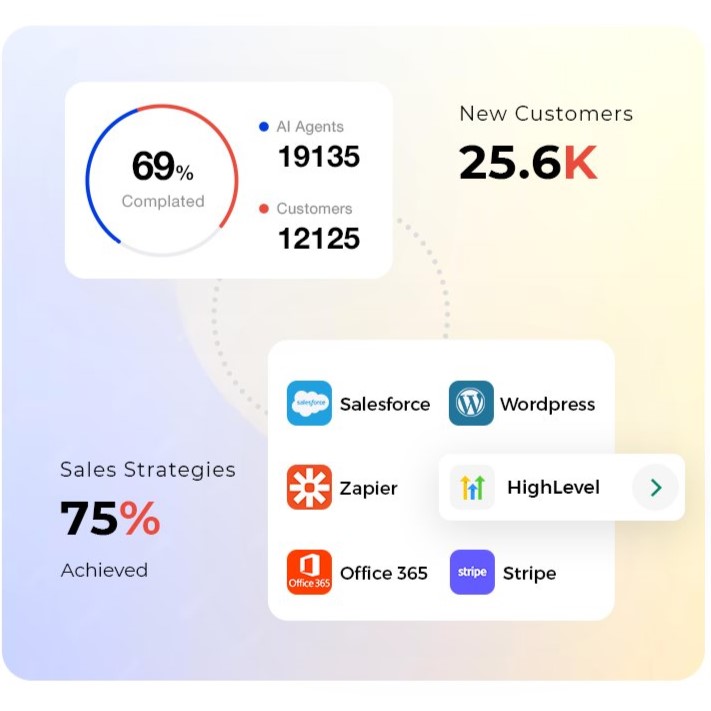 69%
Complated
AI Agents
19135
Customers
12125
New Customers
25.6K
salesforce
Salesforce
Wordpress
Zapier
HighLevel
Office 365
Office 365
stripe
Stripe
Sales Strategies
75%
Achieved